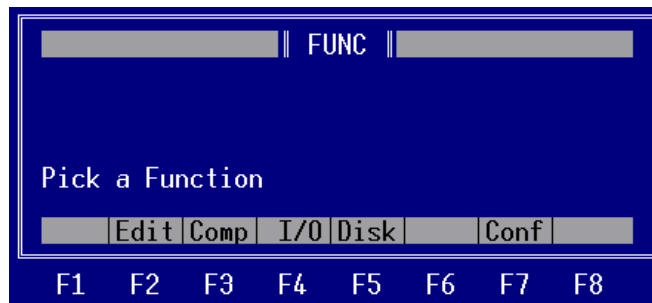 FUNC
Pick a Function
Edit Comp I/O Disk Conf
F1 F2 F3 F4 F5 F6 F7 F8